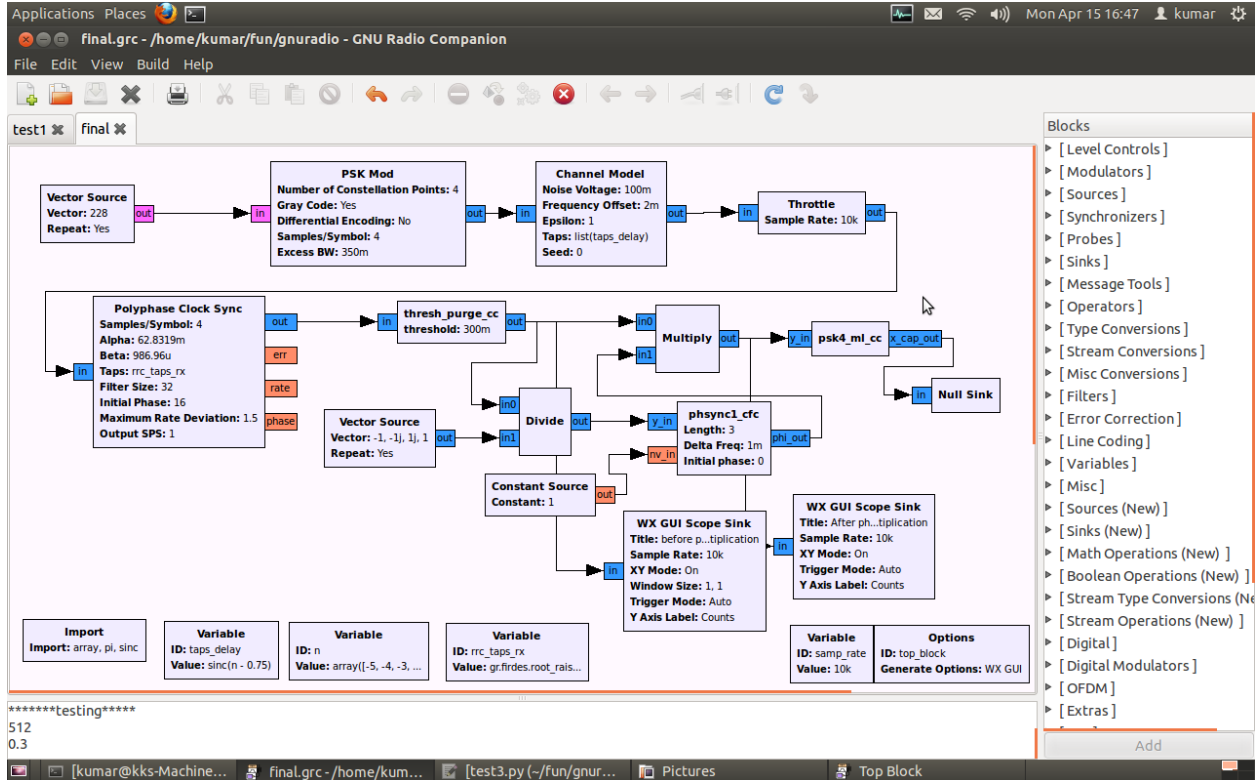 Applications Places Mon Apr 15 16:47 kumar
final.grc - /home/kumar/fun/gnuradio - GNU Radio Companion
File Edit View Build Help
test1 final
Blocks
Vector Source
Vector: 228
Repeat: Yes
out
in
PSK Mod
Number of Constellation Points: 4
Gray Code: Yes
Differential Encoding: No
Samples/Symbol: 4
Excess BW: 350m
out
in
Channel Model
Noise Voltage: 100m
Frequency Offset: 2m
Epsilon: 1
Taps: list(taps_delay)
Seed: 0
out
in
Throttle
Sample Rate: 10k
out
in
Polyphase Clock Sync
Samples/Symbol: 4
Alpha: 62.8319m
Beta: 986.96u
Taps: rrc_taps_rx
Filter Size: 32
Initial Phase: 16
Maximum Rate Deviation: 1.5
Output SPS: 1
out
err
rate
phase
in
thresh_purge_cc
threshold: 300m
out
in0
in1
Multiply
out
y_in
psk4_ml_cc
x_cap_out
in
Null Sink
Vector Source
Vector: -1, -1j, 1j, 1
Repeat: Yes
out
in0
in1
Divide
out
y_in
nv_in
phsync1_cfc
Length: 3
Delta Freq: 1m
Initial phase: 0
phi_out
Constant Source
Constant: 1
out
in
WX GUI Scope Sink
Title: before p...tiplication
Sample Rate: 10k
XY Mode: On
Window Size: 1, 1
Trigger Mode: Auto
Y Axis Label: Counts
in
WX GUI Scope Sink
Title: After ph...tiplication
Sample Rate: 10k
XY Mode: On
Trigger Mode: Auto
Y Axis Label: Counts
Import
Import: array, pi, sinc
Variable
ID: taps_delay
Value: sinc(n - 0.75)
Variable
ID: n
Value: array([-5, -4, -3, ...
Variable
ID: rrc_taps_rx
Value: gr.firdes.root_rais...
Variable
ID: samp_rate
Value: 10k
Options
ID: top_block
Generate Options: WX GUI
[ Level Controls ]
[ Modulators ]
[ Sources ]
[ Synchronizers ]
[ Probes ]
[ Sinks ]
[ Message Tools ]
[ Operators ]
[ Type Conversions ]
[ Stream Conversions ]
[ Misc Conversions ]
[ Filters ]
[ Error Correction ]
[ Line Coding ]
[ Variables ]
[ Misc ]
[ Sources (New) ]
[ Sinks (New) ]
[ Math Operations (New) ]
[ Boolean Operations (New) ]
[ Stream Type Conversions (Ne
[ Stream Operations (New) ]
[ Digital ]
[ Digital Modulators ]
[ OFDM ]
[ Extras ]
Add
*******testing*****
512
0.3
[kumar@kks-Machine... final.grc - /home/kum... [test3.py (~/fun/gnur... Pictures Top Block